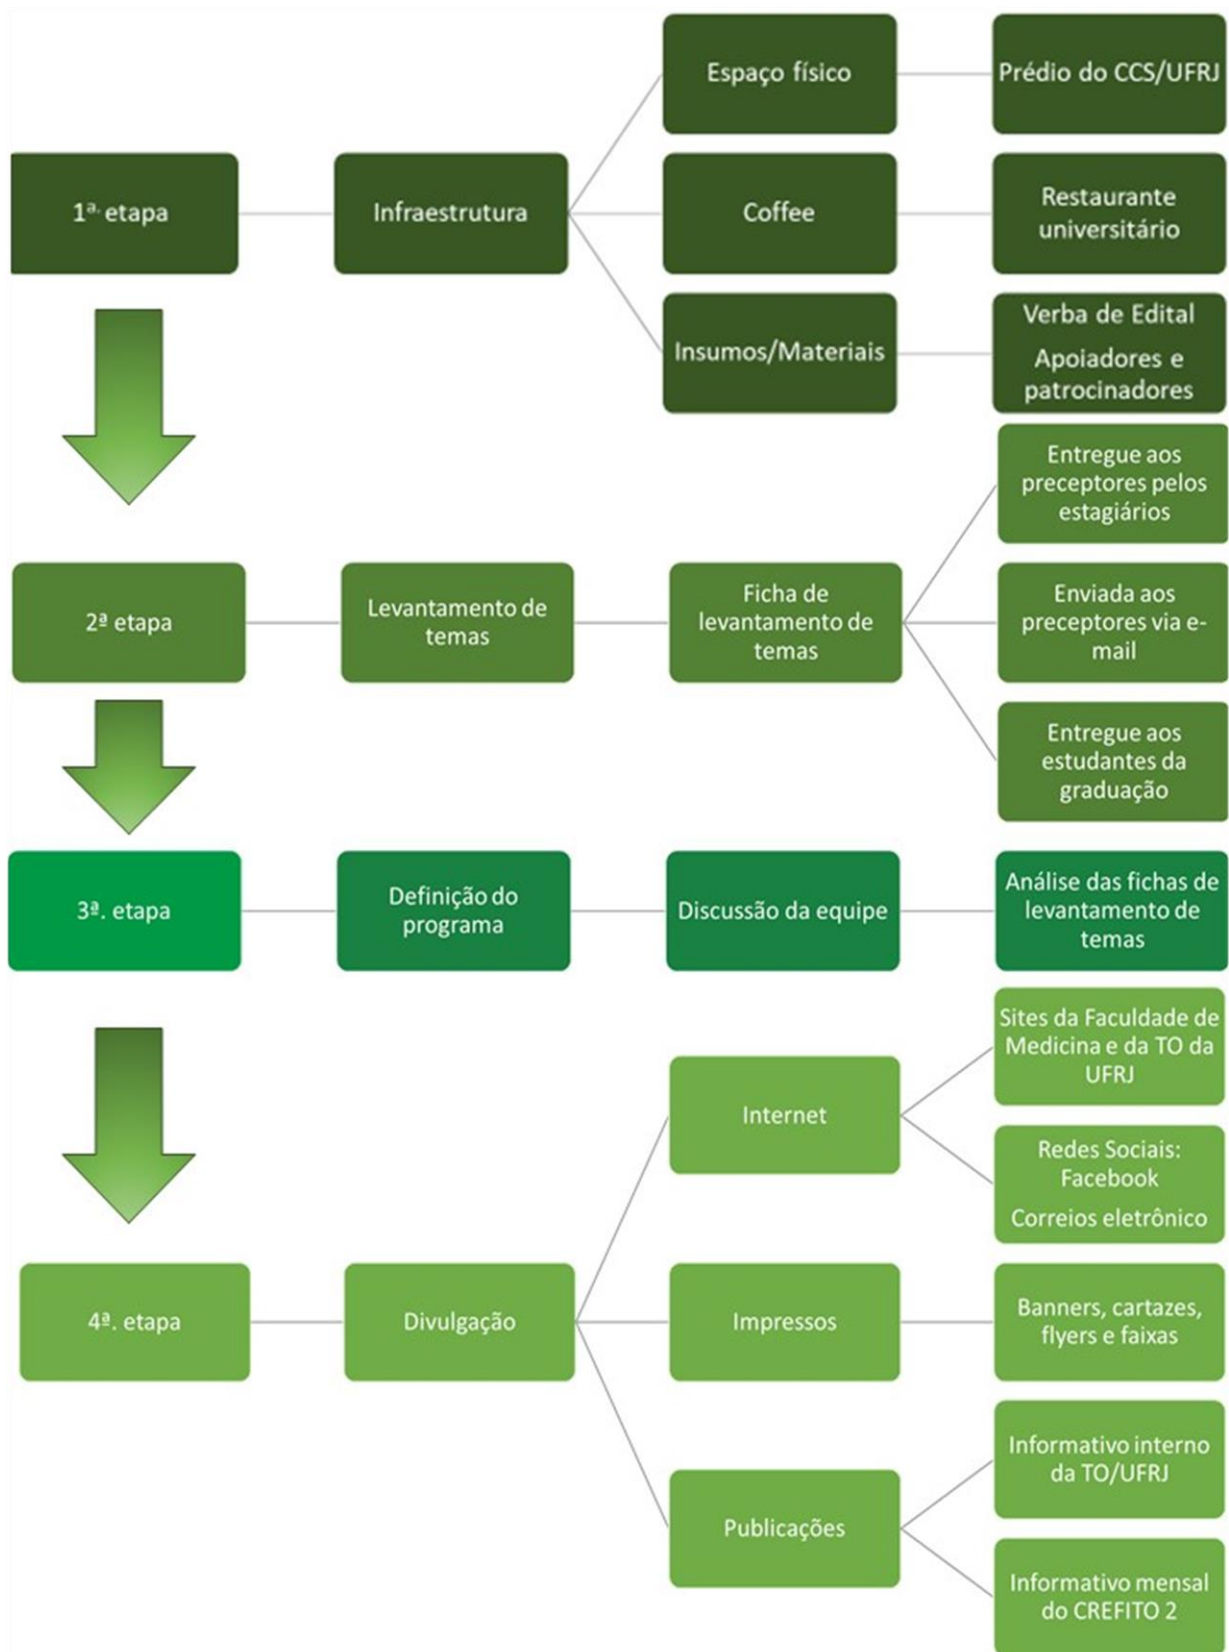 Espaço físico
Prédio do CCS/UFRJ
1ª. etapa
Infraestrutura
Coffee
Restaurante
universitário
Insumos/Materiais
Verba de Edital
Apoiadores e
patrocinadores
2ª etapa
Levantamento de
temas
Ficha de
levantamento de
temas
Entregue aos
preceptores pelos
estagiários
Enviada aos
preceptores via e-
mail
Entregue aos
estudantes da
graduação
3ª. etapa
Definição do
programa
Discussão da equipe
Análise das fichas de
levantamento de
temas
4ª. etapa
Divulgação
Internet
Sites da Faculdade de
Medicina e da TO da
UFRJ
Redes Sociais:
Facebook
Correios eletrônico
Impressos
Banners, cartazes,
flyers e faixas
Publicações
Informativo interno
da TO/UFRJ
Informativo mensal
do CREFITO 2